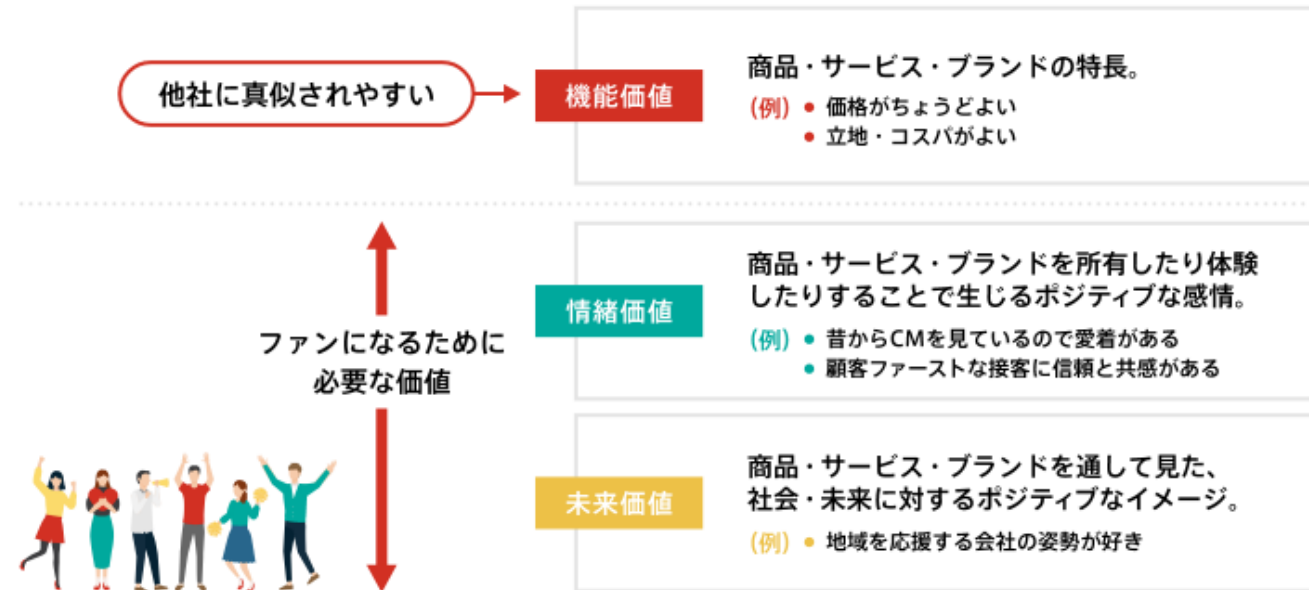 他社に真似されやすい
機能価値
商品・サービス・ブランドの特長。
(例) ● 価格がちょうどよい
● 立地・コスパがよい
ファンになるために
必要な価値
情緒価値
商品・サービス・ブランドを所有したり体験
したりすることで生じるポジティブな感情。
(例) ● 昔からCMを見ているので愛着がある
● 顧客ファーストな接客に信頼と共感がある
未来価値
商品・サービス・ブランドを通して見た、
社会・未来に対するポジティブなイメージ。
(例) ● 地域を応援する会社の姿勢が好き